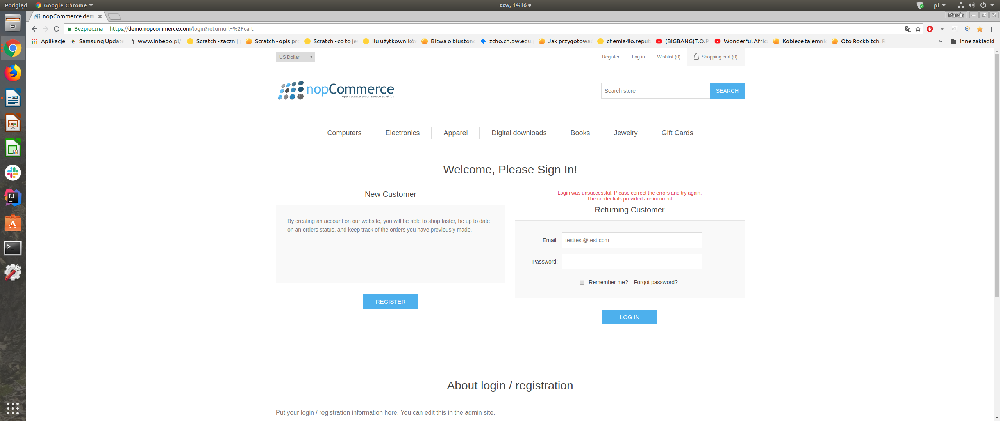 Podgląd Google Chrome czw, 14:16 pl
nopCommerce dem Marcin
Bezpieczna https://demo.nopcommerce.com/login?returnurl=%2Fcart
Aplikacje Samsung Update www.inbepo.pl/ Scratch - zacznij Scratch - opis pro Scratch - co to jes Ilu użytkowników Bitwa o biustono zcho.ch.pw.edu. Jak przygotować chemia4lo.repub (BIGBANG)T.O.P Wonderful Africa Kobiece tajemnic Oto Rockbitch. R » Inne zakładki
US Dollar Register Log in Wishlist (0) Shopping cart (0)
nopCommerce
open source e-commerce solution
Search store SEARCH
Computers Electronics Apparel Digital downloads Books Jewelry Gift Cards
Welcome, Please Sign In!
New Customer
By creating an account on our website, you will be able to shop faster, be up to date
on an orders status, and keep track of the orders you have previously made.
REGISTER
Login was unsuccessful. Please correct the errors and try again.
The credentials provided are incorrect
Returning Customer
Email: testtest@test.com
Password:
Remember me? Forgot password?
LOG IN
About login / registration
Put your login / registration information here. You can edit this in the admin site.